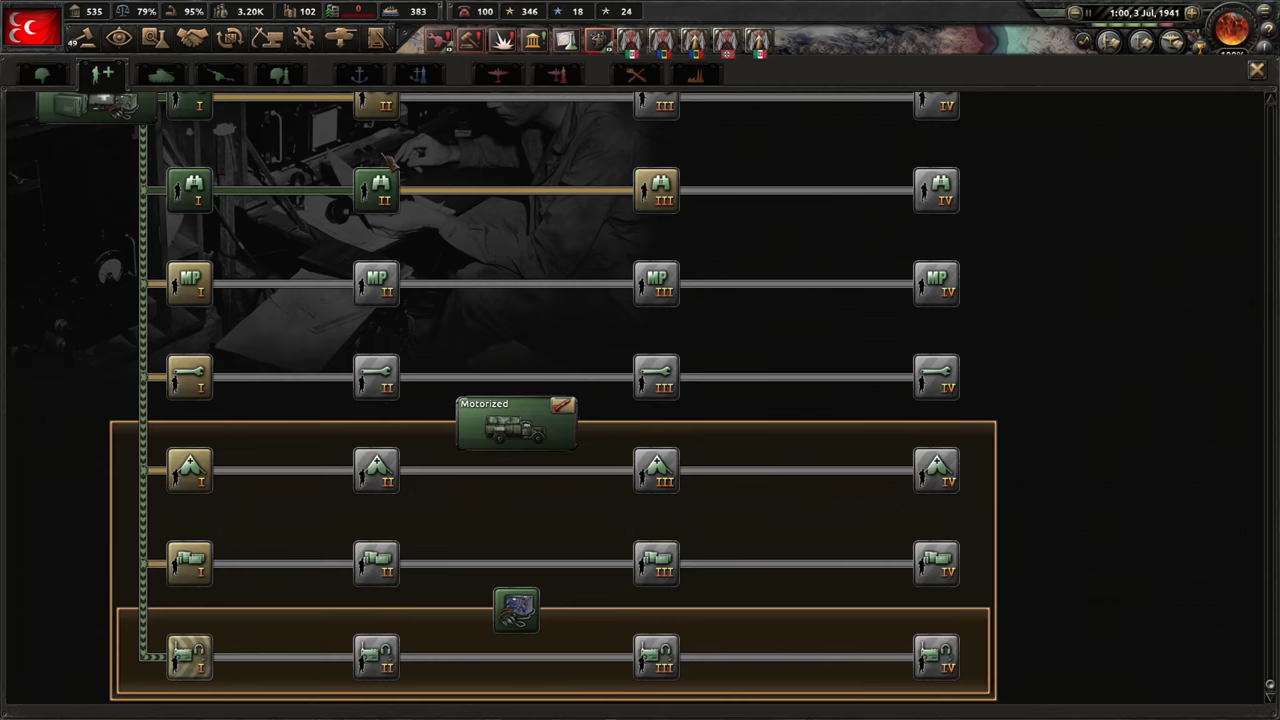 535 79% 95% 3.20K 102 0 383 100 346 18 24 1:00, 3 Jul, 1941
49
100%
I II III IV
I II III IV
MP I MP II MP III MP IV
I II III IV
Motorized
I II III IV
I II III IV
I II III IV